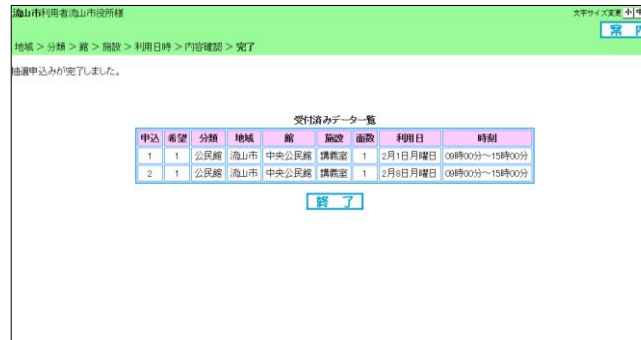 流山市利用者流山市役所様
文字サイズ変更 小 中
案 内
地域 > 分類 > 館 > 施設 > 利用日時 > 内容確認 > 完了
抽選申込みが完了しました。
受付済みデータ一覧
申込 希望 分類 地域 館 施設 面数 利用日 時刻
1 1 公民館 流山市 中央公民館 講義室 1 2月1日月曜日 09時00分～15時00分
2 1 公民館 流山市 中央公民館 講義室 1 2月8日月曜日 09時00分～15時00分
終 了